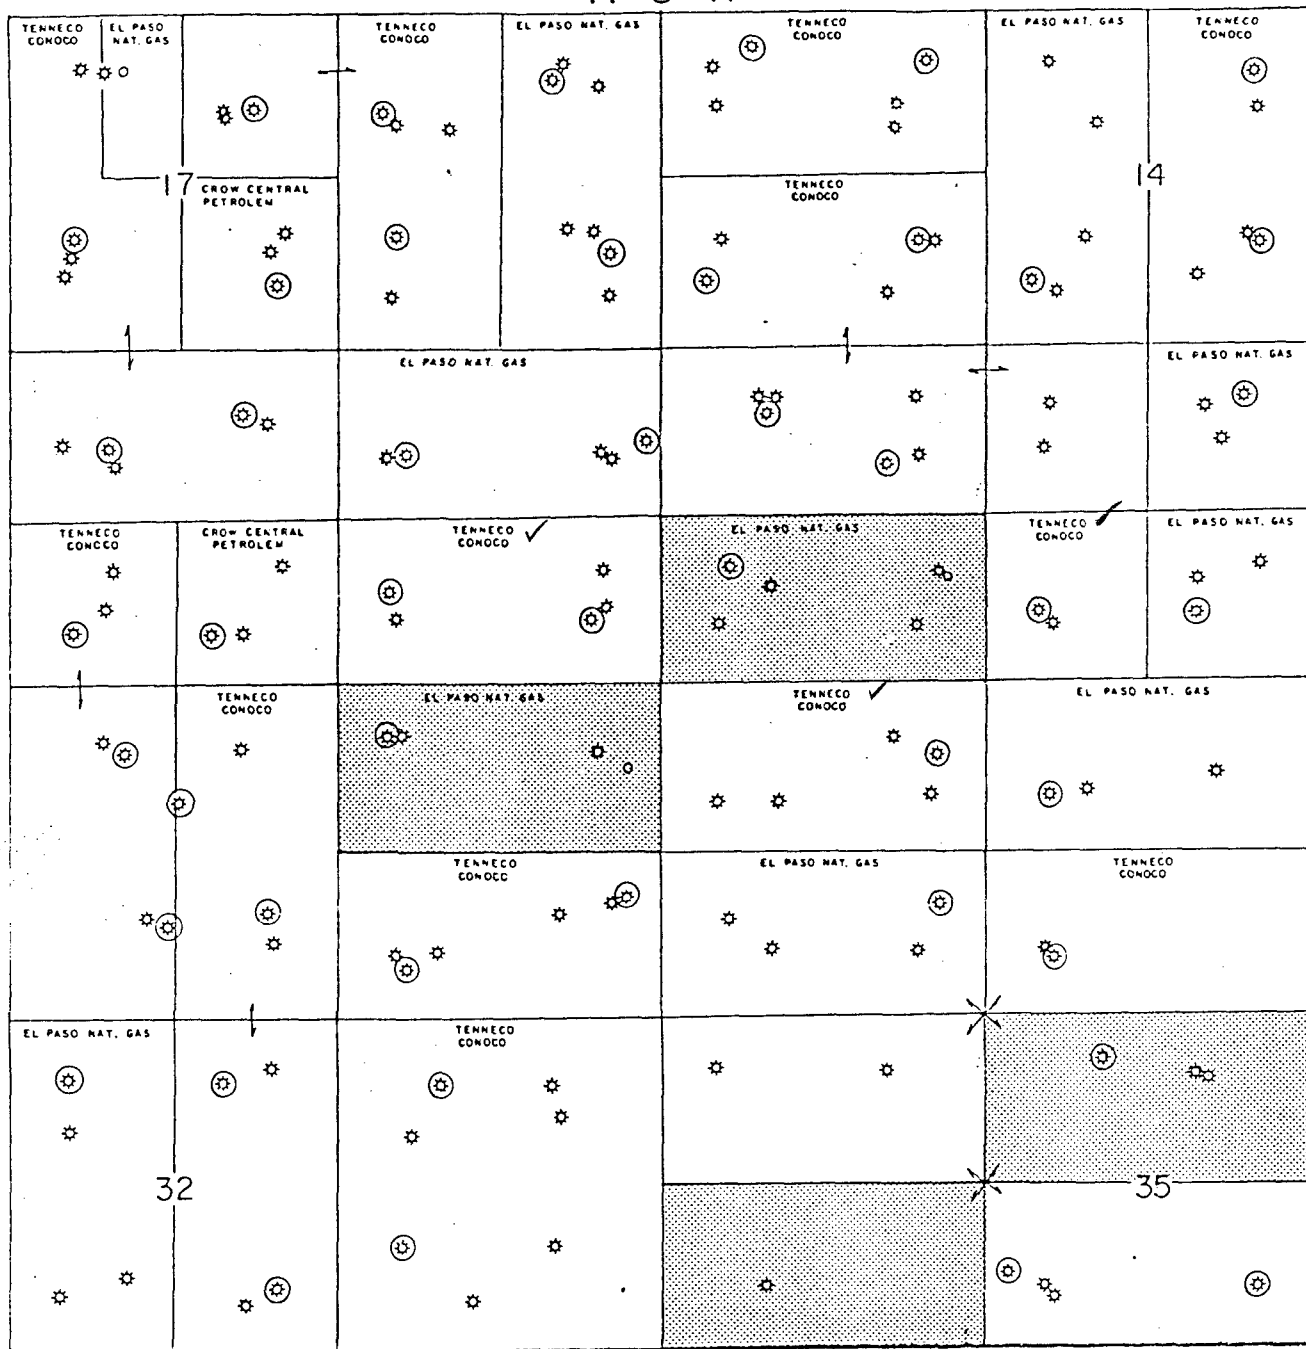 TENNECO
CONOCO
EL PASO
NAT. GAS
TENNECO
CONOCO
EL PASO NAT. GAS
TENNECO
CONOCO
EL PASO NAT. GAS
TENNECO
CONOCO
17
CROW CENTRAL
PETROLEM
TENNECO
CONOCO
14
EL PASO NAT. GAS
EL PASO NAT. GAS
TENNECO
CONOCO
CROW CENTRAL
PETROLEM
TENNECO
CONOCO
EL PASO NAT. GAS
TENNECO
CONOCO
EL PASO NAT. GAS
TENNECO
CONOCO
EL PASO NAT. GAS
TENNECO
CONOCO
EL PASO NAT. GAS
TENNECO
CONOCO
EL PASO NAT. GAS
TENNECO
CONOCO
EL PASO NAT. GAS
TENNECO
CONOCO
32
35